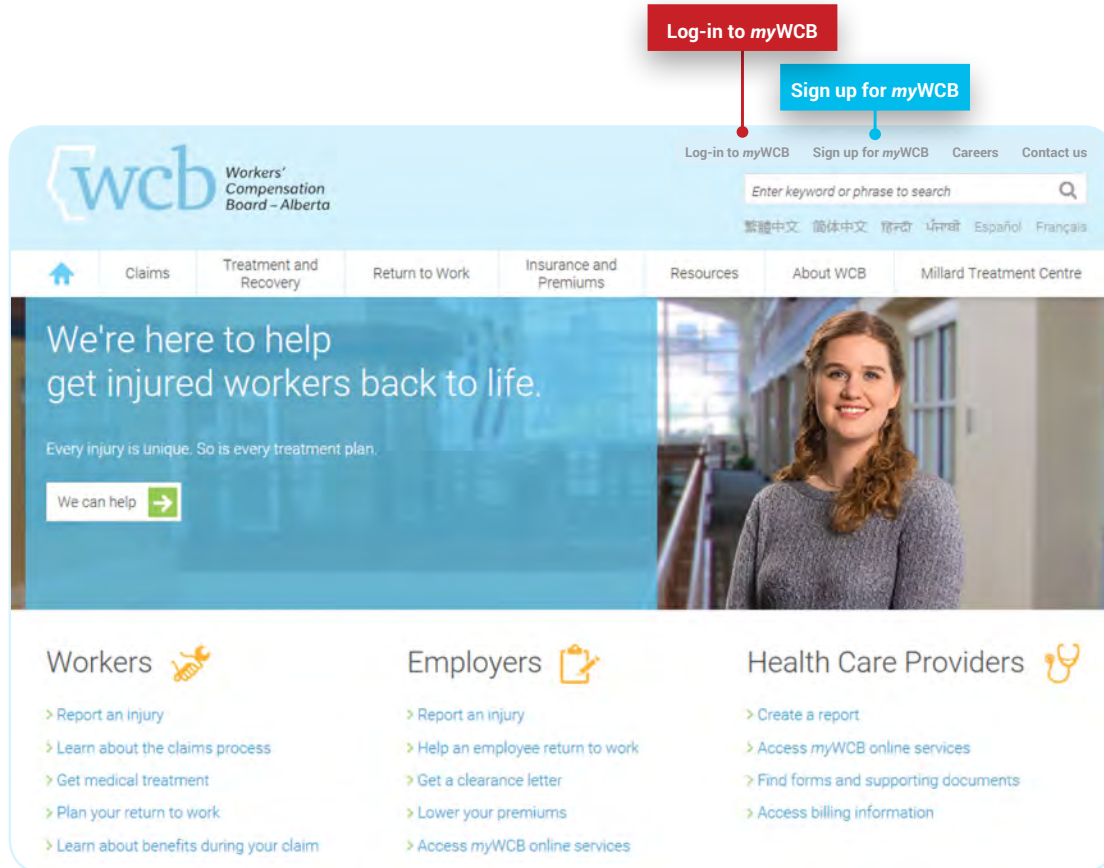 Log-in to myWCB
Sign up for myWCB
wcb
Workers'
Compensation
Board – Alberta
Log-in to myWCB Sign up for myWCB Careers Contact us
Enter keyword or phrase to search
繁體中文 简体中文 हिन्दी ਪੰਜਾਬੀ Español Français
Claims
Treatment and
Recovery
Return to Work
Insurance and
Premiums
Resources
About WCB
Millard Treatment Centre
We're here to help
get injured workers back to life.
Every injury is unique. So is every treatment plan.
We can help
Workers
> Report an injury
> Learn about the claims process
> Get medical treatment
> Plan your return to work
> Learn about benefits during your claim
Employers
> Report an injury
> Help an employee return to work
> Get a clearance letter
> Lower your premiums
> Access myWCB online services
Health Care Providers
> Create a report
> Access myWCB online services
> Find forms and supporting documents
> Access billing information